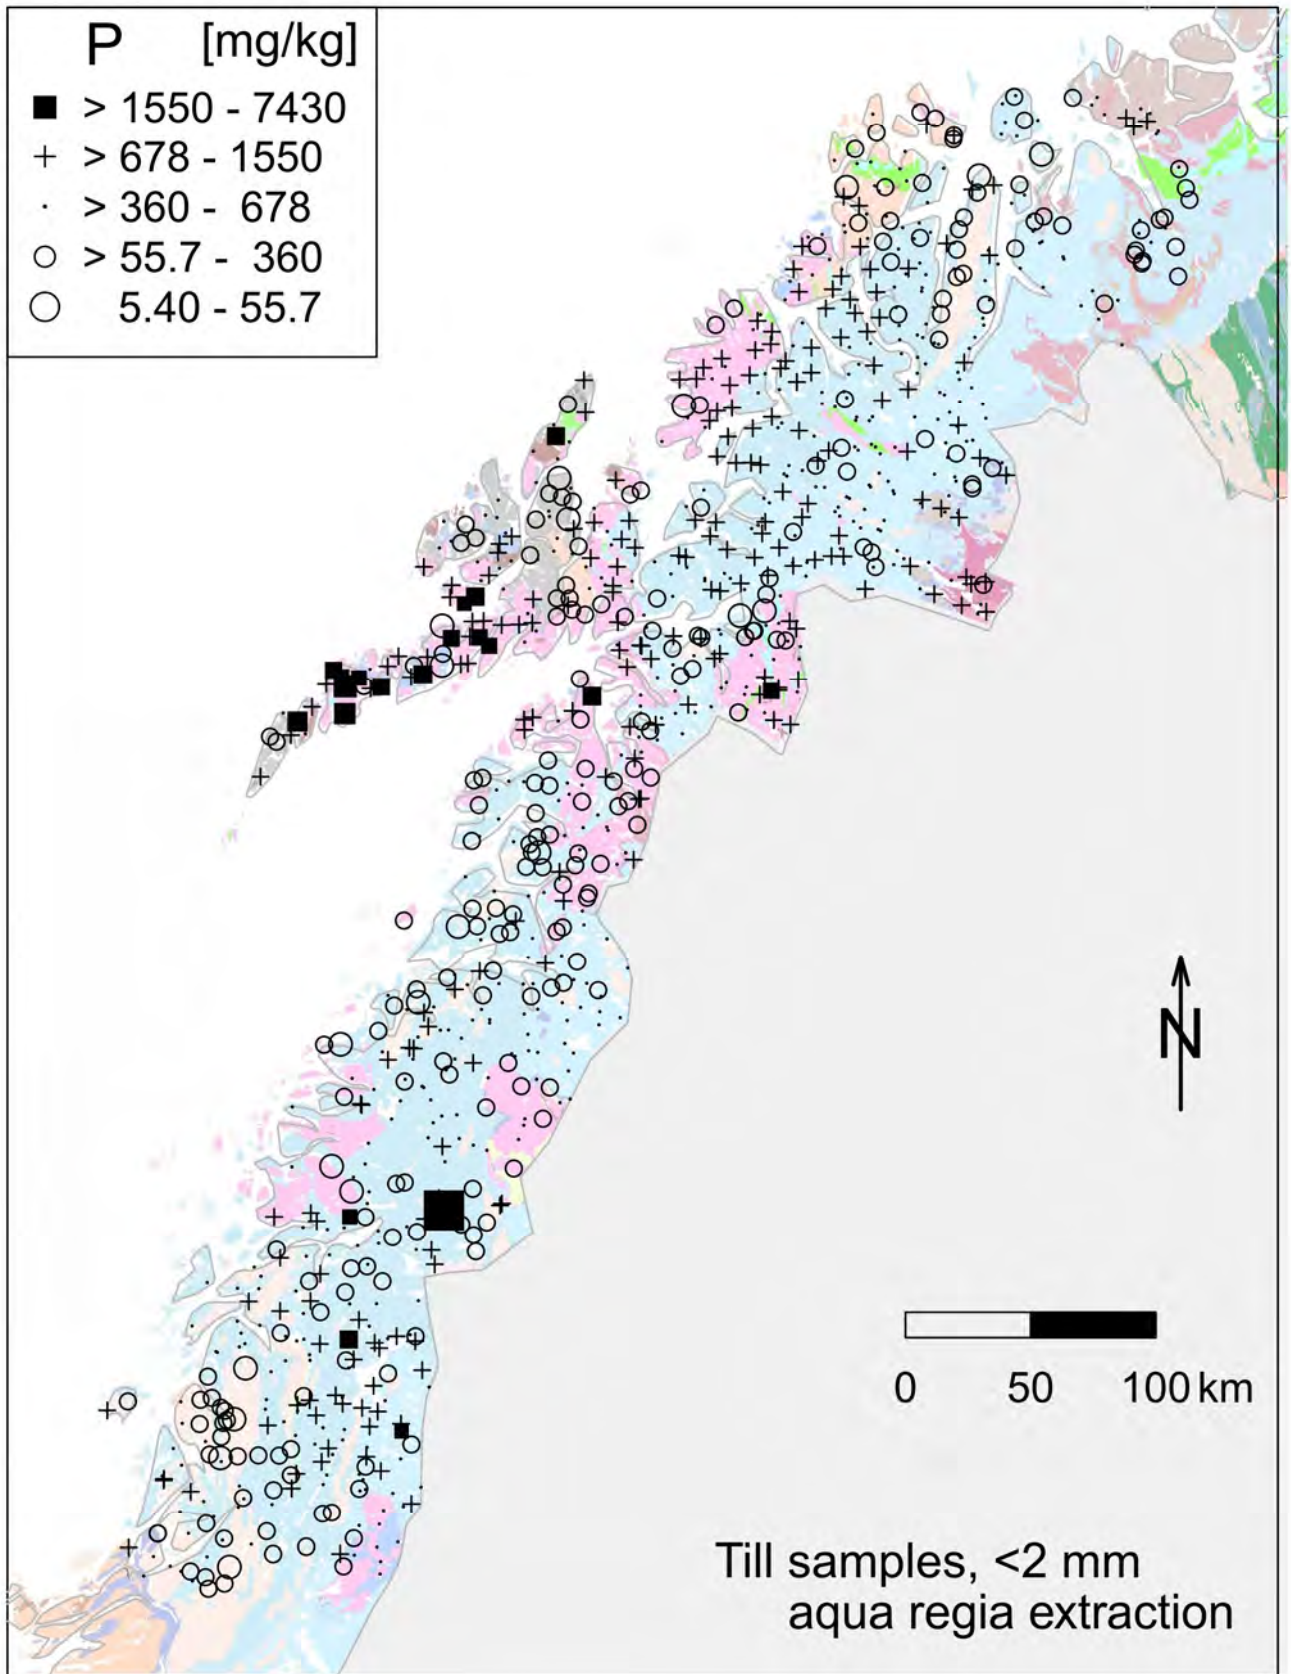 P [mg/kg]
■ > 1550 - 7430
+ > 678 - 1550
· > 360 - 678
○ > 55.7 - 360
○ 5.40 - 55.7
N
0 50 100 km
Till samples, <2 mm
aqua regia extraction